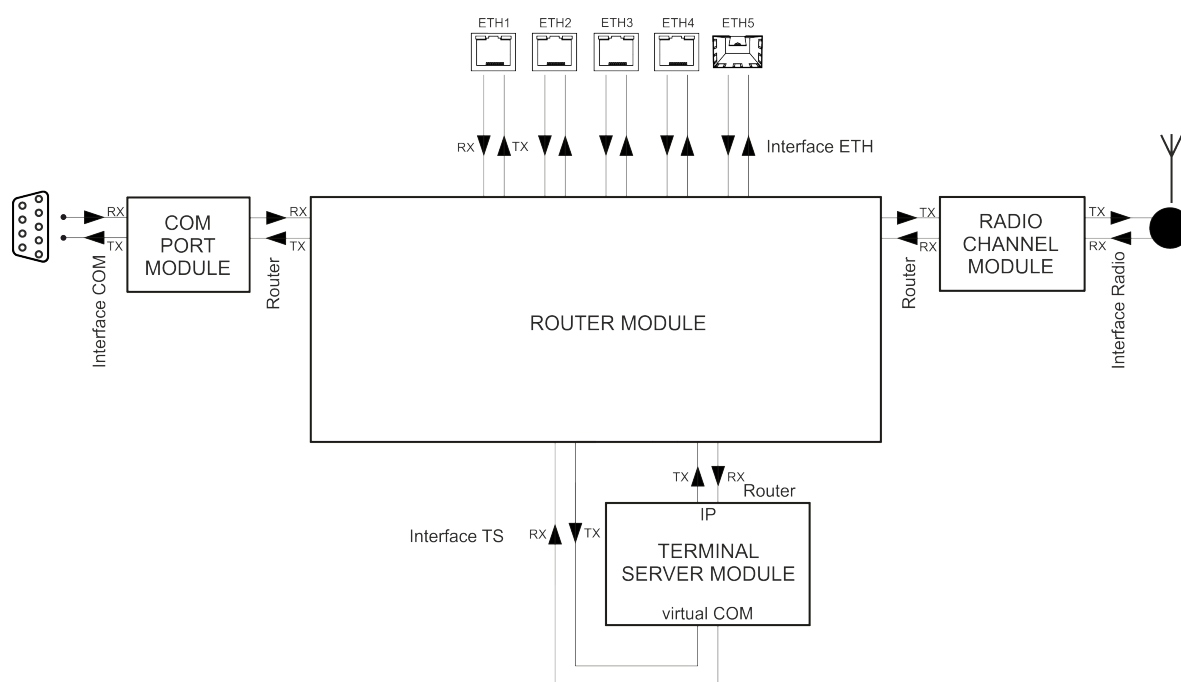 ETH1 ETH2 ETH3 ETH4 ETH5
RX TX Interface ETH
RX
TX
Interface COM
COM
PORT
MODULE
RX
TX
Router
ROUTER MODULE
TX
RX
Router
RADIO
CHANNEL
MODULE
TX
RX
Interface Radio
TX RX
Router
Interface TS RX TX
IP
TERMINAL
SERVER MODULE
virtual COM